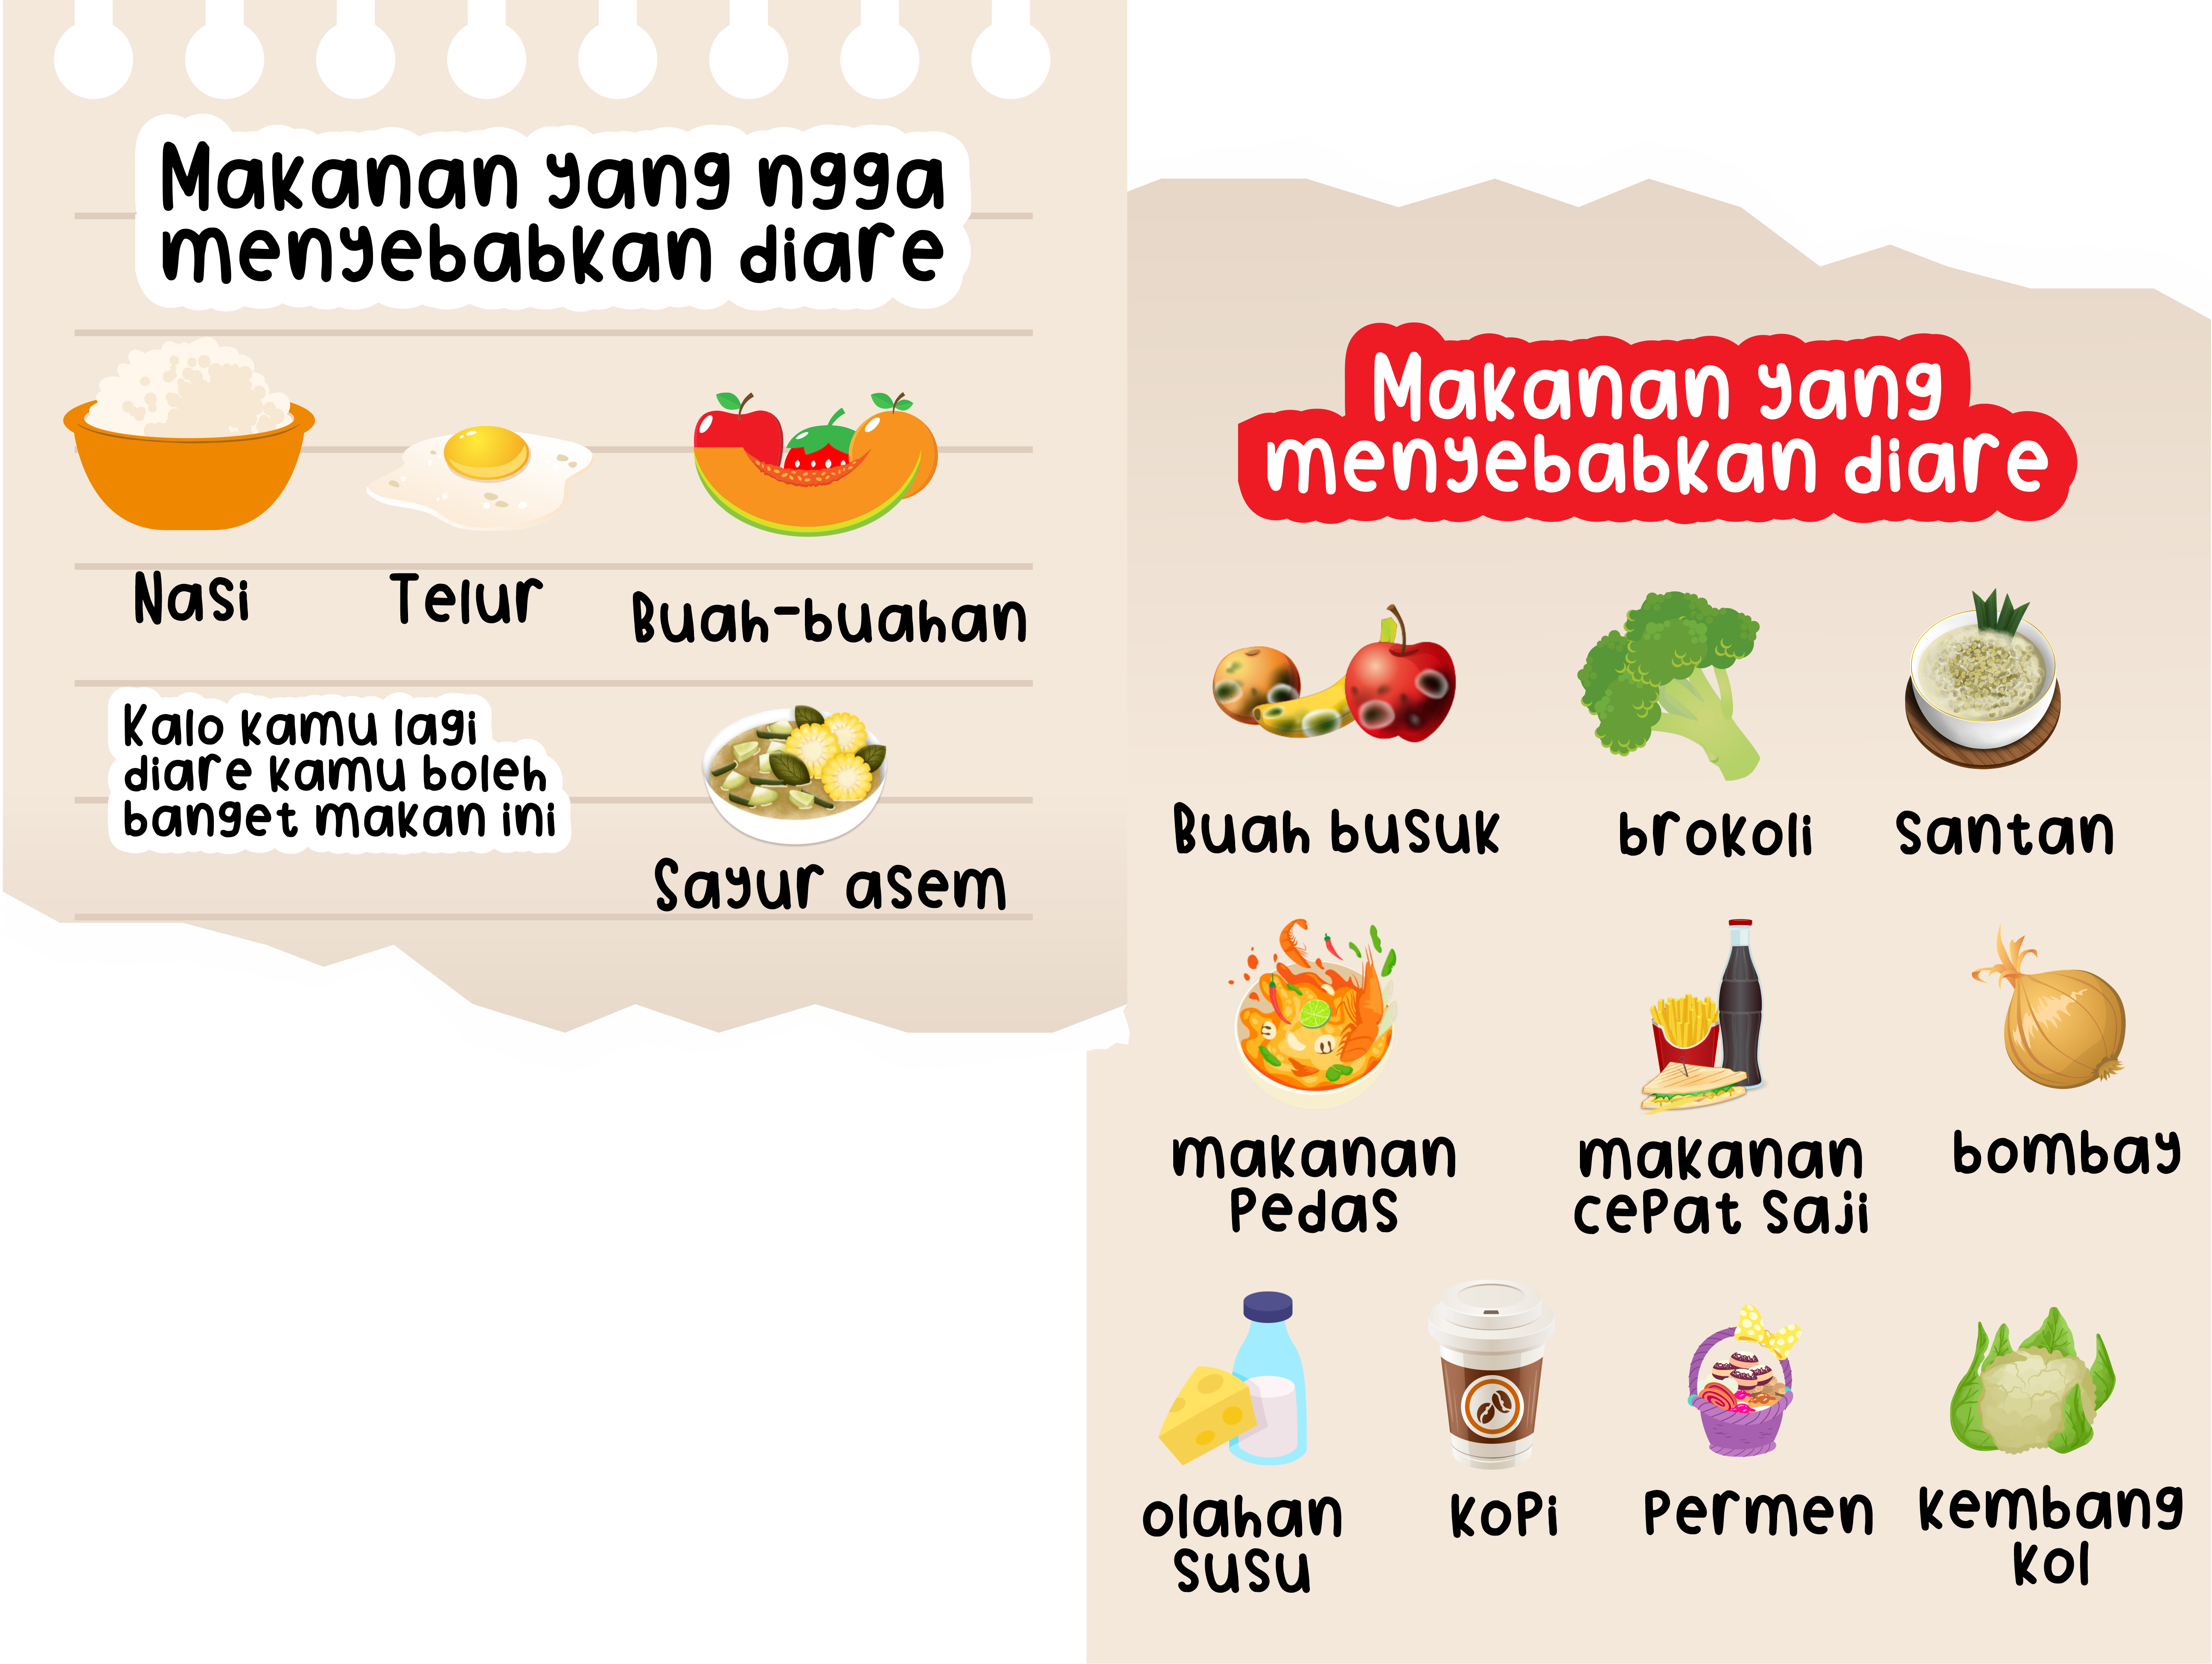 Makanan yang ngga
menyebabkan diare
Nasi
Telur
Buah-buahan
Kalo kamu lagi
diare kamu boleh
banget makan ini
Sayur asem
Makanan yang
menyebabkan diare
Buah busuk
brokoli
santan
makanan
Pedas
makanan
cepat saji
bombay
olahan
susu
kopi
Permen
kembang
kol